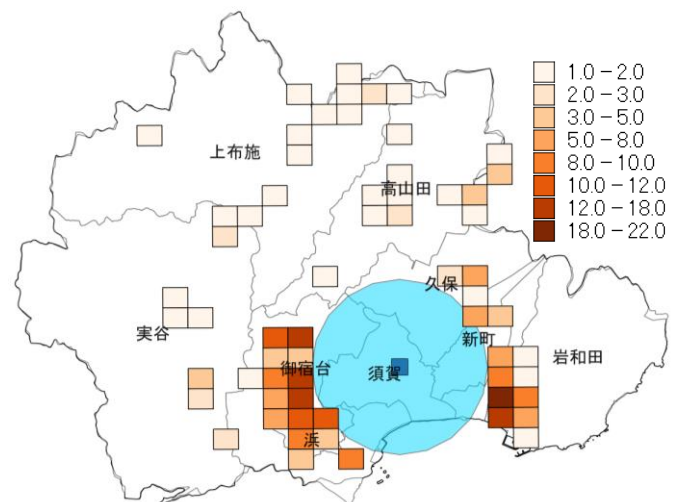 1.0 – 2.0
2.0 – 3.0
3.0 – 5.0
5.0 – 8.0
8.0 – 10.0
10.0 – 12.0
12.0 – 18.0
18.0 – 22.0
上布施
高山田
久保
実谷
新町
岩和田
御宿台
須賀
浜